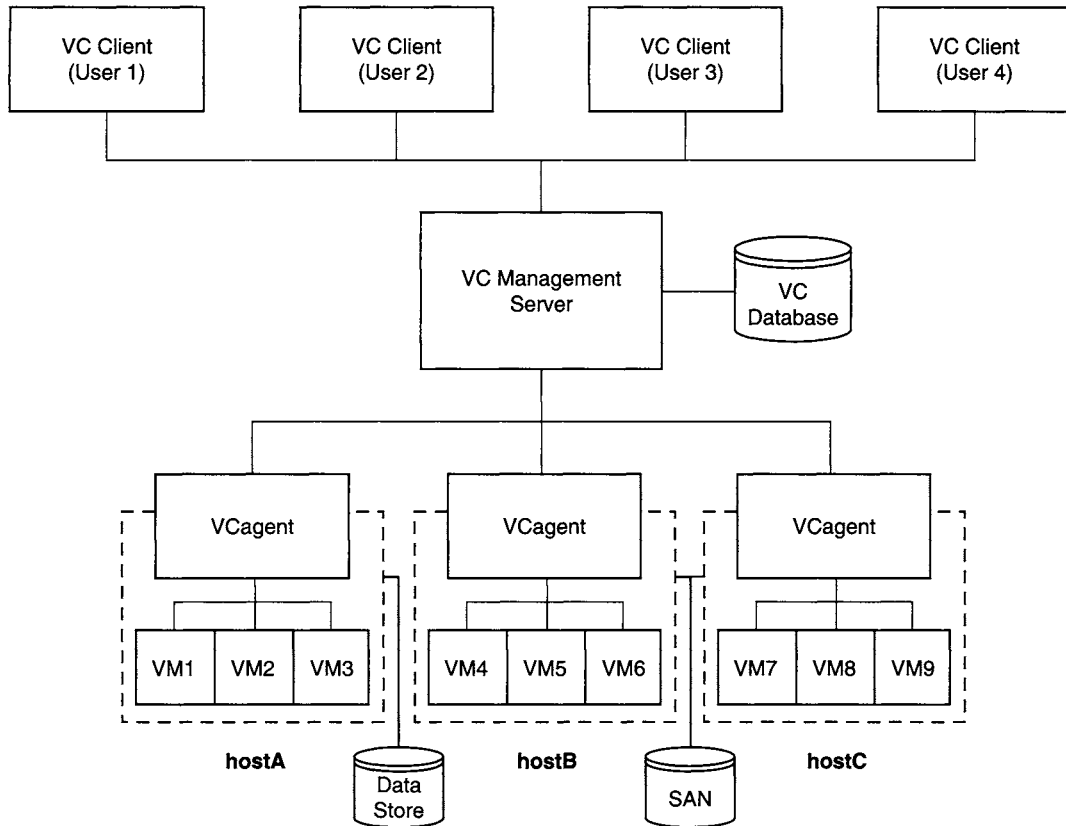 VC Client
(User 1)
VC Client
(User 2)
VC Client
(User 3)
VC Client
(User 4)
VC Management
Server
VC
Database
VCagent
VCagent
VCagent
VM1
VM2
VM3
VM4
VM5
VM6
VM7
VM8
VM9
hostA
hostB
hostC
Data
Store
SAN